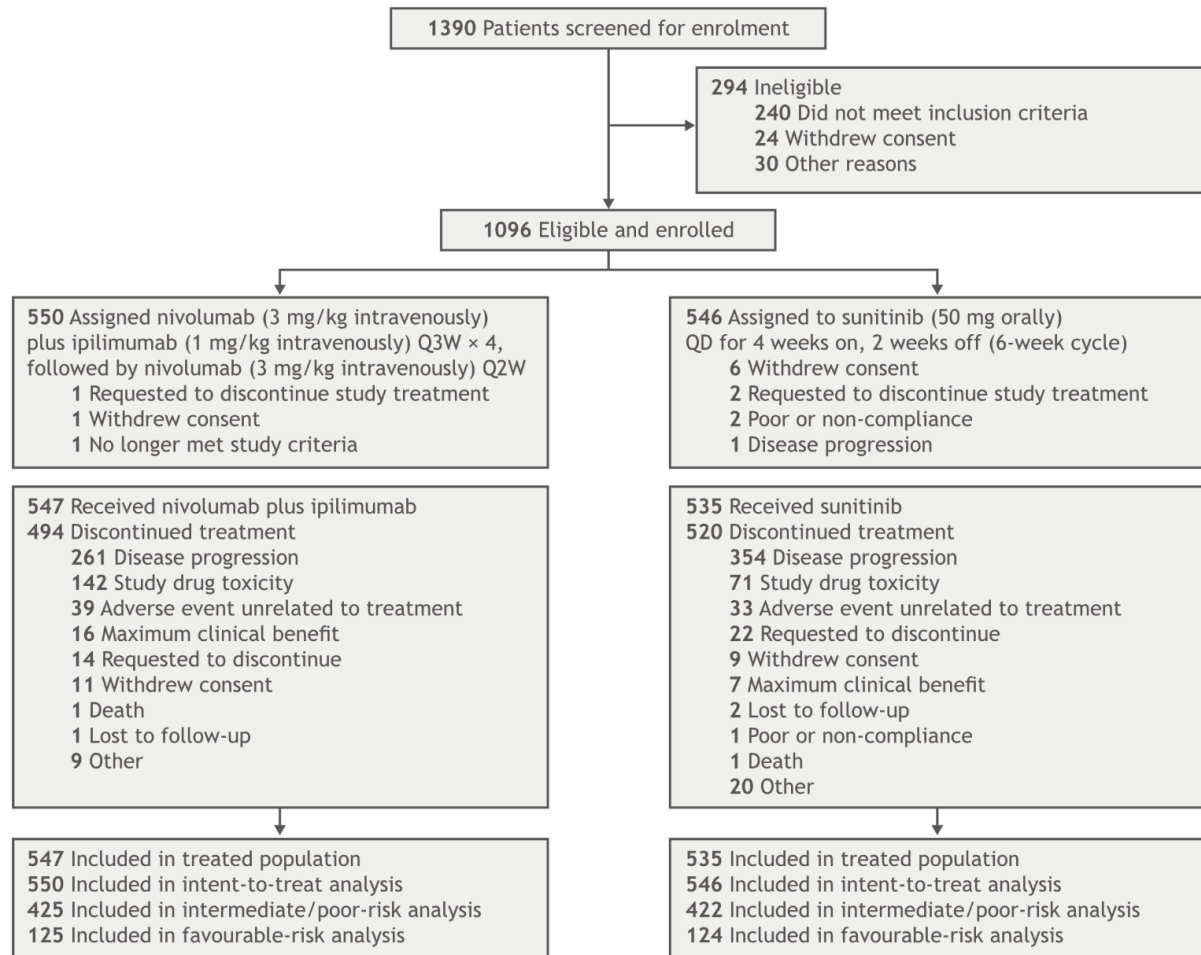 1390 Patients screened for enrolment
294 Ineligible
240 Did not meet inclusion criteria
24 Withdrew consent
30 Other reasons
1096 Eligible and enrolled
550 Assigned nivolumab (3 mg/kg intravenously)
plus ipilimumab (1 mg/kg intravenously) Q3W × 4,
followed by nivolumab (3 mg/kg intravenously) Q2W
1 Requested to discontinue study treatment
1 Withdrew consent
1 No longer met study criteria
546 Assigned to sunitinib (50 mg orally)
QD for 4 weeks on, 2 weeks off (6-week cycle)
6 Withdrew consent
2 Requested to discontinue study treatment
2 Poor or non-compliance
1 Disease progression
547 Received nivolumab plus ipilimumab
494 Discontinued treatment
261 Disease progression
142 Study drug toxicity
39 Adverse event unrelated to treatment
16 Maximum clinical benefit
14 Requested to discontinue
11 Withdrew consent
1 Death
1 Lost to follow-up
9 Other
535 Received sunitinib
520 Discontinued treatment
354 Disease progression
71 Study drug toxicity
33 Adverse event unrelated to treatment
22 Requested to discontinue
9 Withdrew consent
7 Maximum clinical benefit
2 Lost to follow-up
1 Poor or non-compliance
1 Death
20 Other
547 Included in treated population
550 Included in intent-to-treat analysis
425 Included in intermediate/poor-risk analysis
125 Included in favourable-risk analysis
535 Included in treated population
546 Included in intent-to-treat analysis
422 Included in intermediate/poor-risk analysis
124 Included in favourable-risk analysis